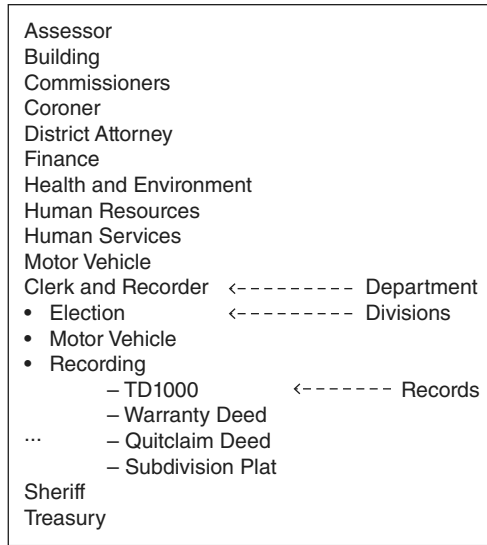 Assessor
Building
Commissioners
Coroner
District Attorney
Finance
Health and Environment
Human Resources
Human Services
Motor Vehicle
Clerk and Recorder <--------- Department
• Election <--------- Divisions
• Motor Vehicle
• Recording
– TD1000 <------- Records
– Warranty Deed
... – Quitclaim Deed
– Subdivision Plat
Sheriff
Treasury